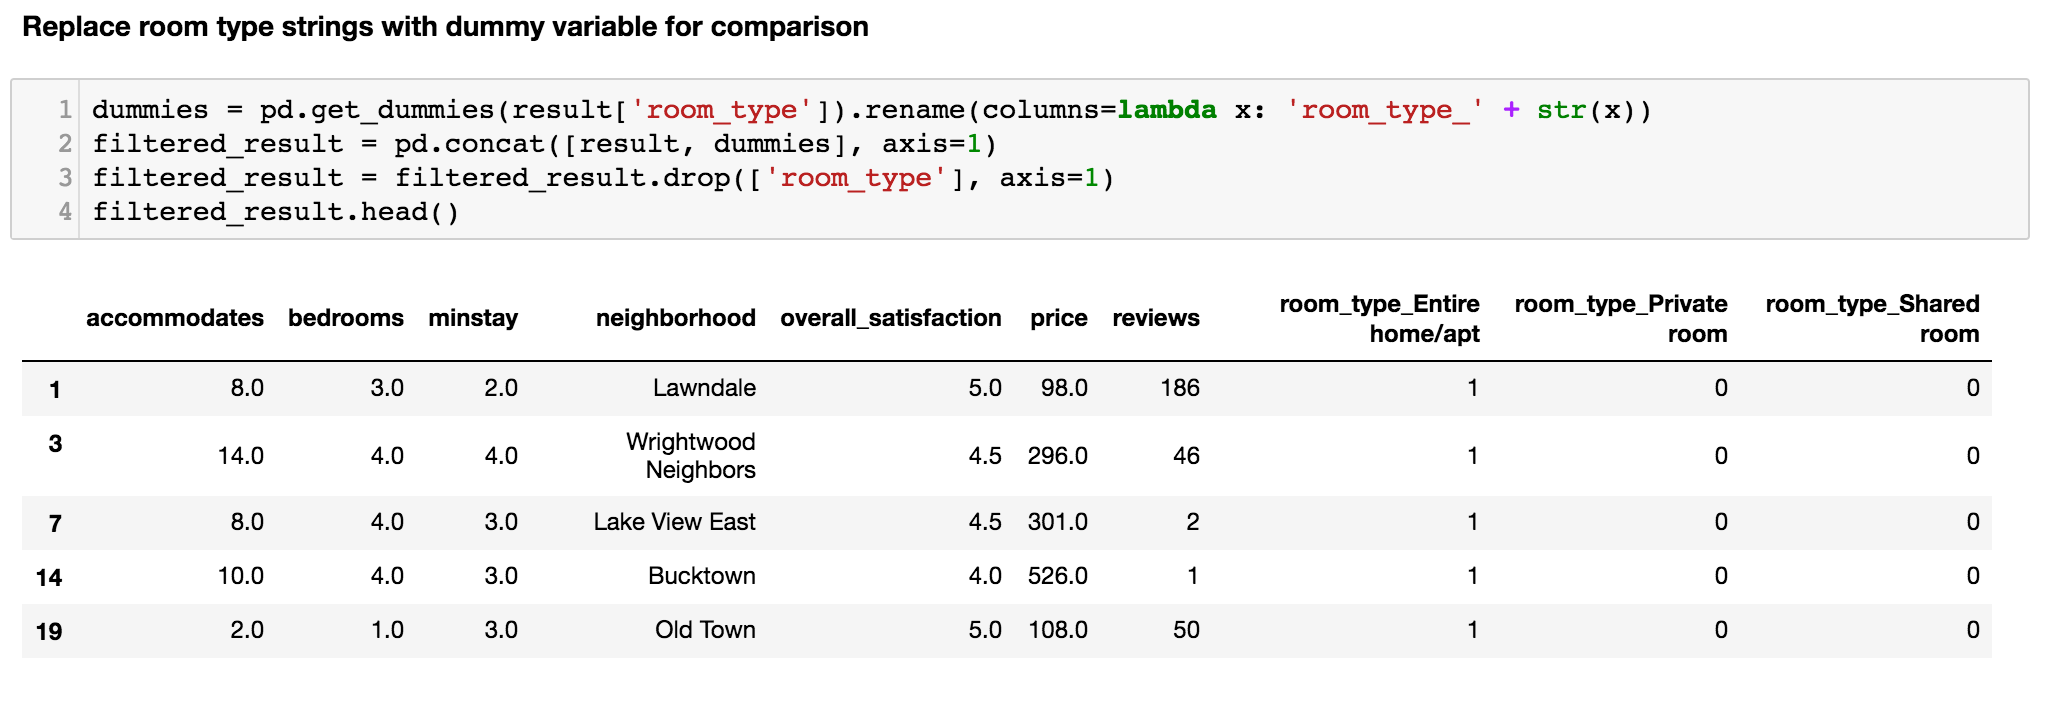 Replace room type strings with dummy variable for comparison
1 dummies = pd.get_dummies(result['room_type']).rename(columns=lambda x: 'room_type_' + str(x))
2 filtered_result = pd.concat([result, dummies], axis=1)
3 filtered_result = filtered_result.drop(['room_type'], axis=1)
4 filtered_result.head()
accommodates bedrooms minstay neighborhood overall_satisfaction price reviews room_type_Entire room_type_Private room_type_Shared
home/apt room room
1 8.0 3.0 2.0 Lawndale 5.0 98.0 186 1 0 0
3 14.0 4.0 4.0 Wrightwood 4.5 296.0 46 1 0 0
Neighbors
7 8.0 4.0 3.0 Lake View East 4.5 301.0 2 1 0 0
14 10.0 4.0 3.0 Bucktown 4.0 526.0 1 1 0 0
19 2.0 1.0 3.0 Old Town 5.0 108.0 50 1 0 0